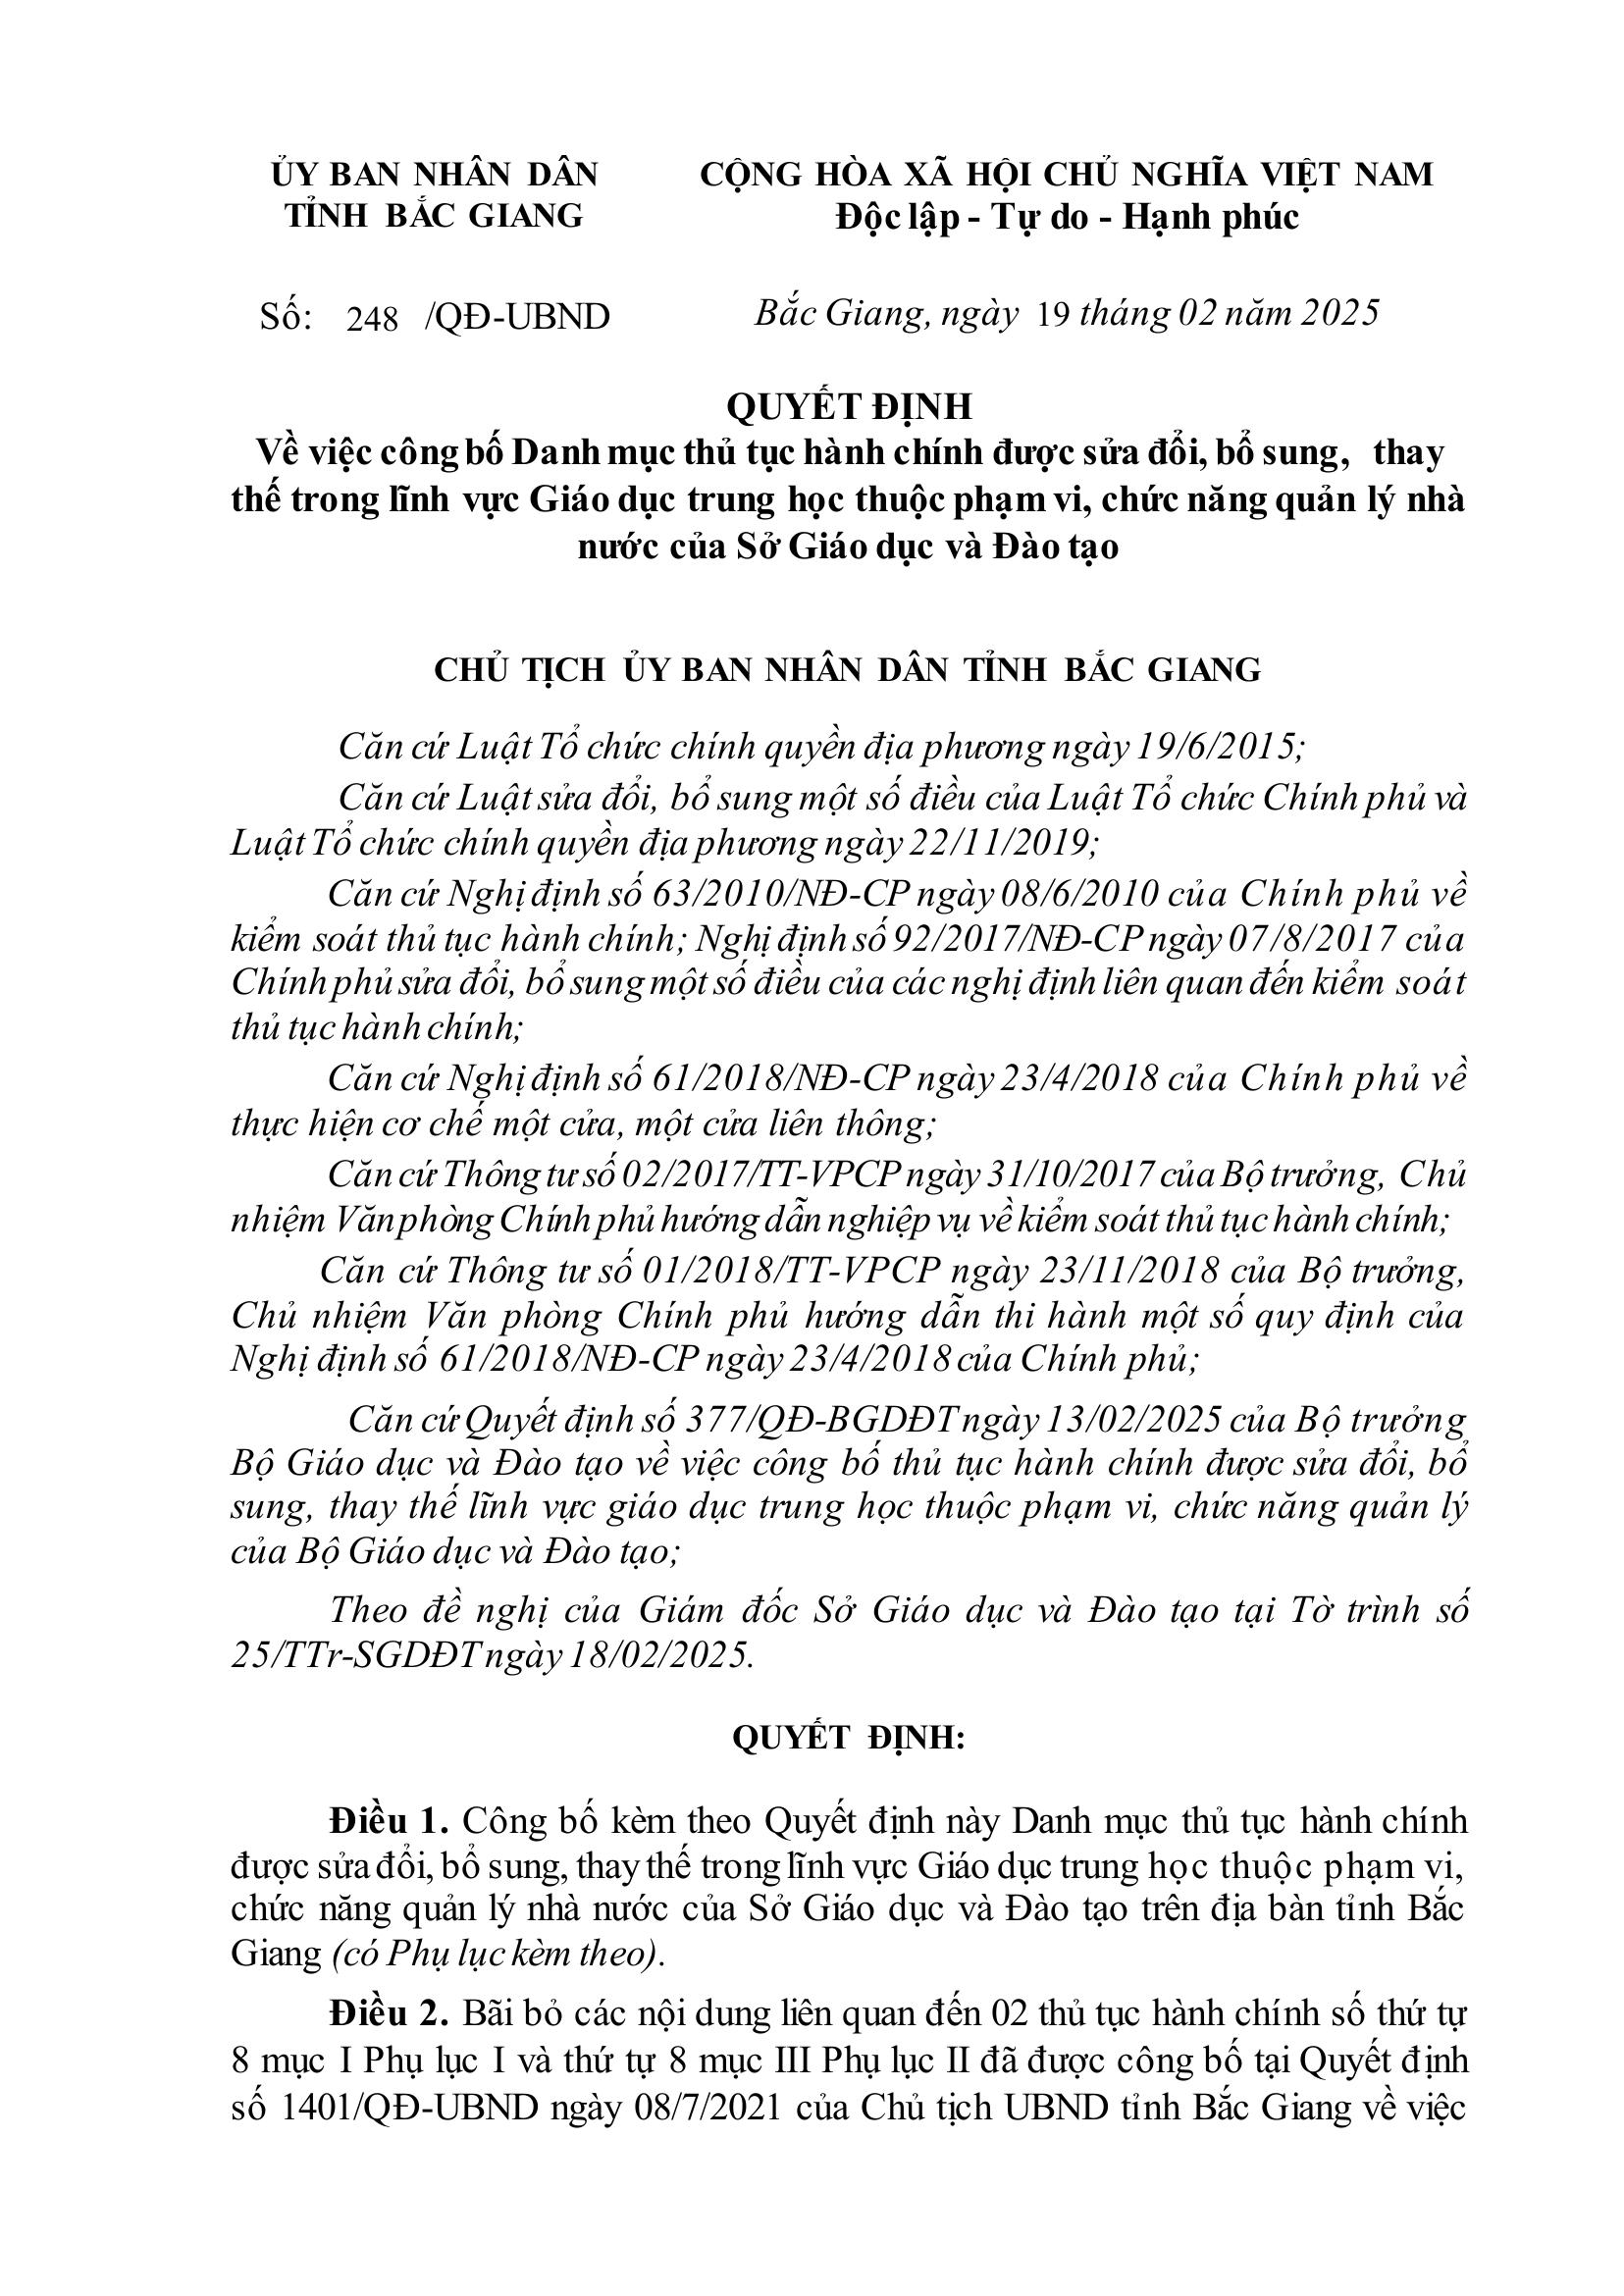 ỦY BAN NHÂN DÂN
TỈNH BẮC GIANG
CỘNG HÒA XÃ HỘI CHỦ NGHĨA VIỆT NAM
Độc lập - Tự do - Hạnh phúc
Số: 248 /QĐ-UBND
Bắc Giang, ngày 19 tháng 02 năm 2025
QUYẾT ĐỊNH
Về việc công bố Danh mục thủ tục hành chính được sửa đổi, bổ sung, thay
thế trong lĩnh vực Giáo dục trung học thuộc phạm vi, chức năng quản lý nhà
nước của Sở Giáo dục và Đào tạo
CHỦ TỊCH ỦY BAN NHÂN DÂN TỈNH BẮC GIANG
Căn cứ Luật Tổ chức chính quyền địa phương ngày 19/6/2015;
Căn cứ Luật sửa đổi, bổ sung một số điều của Luật Tổ chức Chính phủ và
Luật Tổ chức chính quyền địa phương ngày 22/11/2019;
Căn cứ Nghị định số 63/2010/NĐ-CP ngày 08/6/2010 của Chính phủ về
kiểm soát thủ tục hành chính; Nghị định số 92/2017/NĐ-CP ngày 07/8/2017 của
Chính phủ sửa đổi, bổ sung một số điều của các nghị định liên quan đến kiểm soát
thủ tục hành chính;
Căn cứ Nghị định số 61/2018/NĐ-CP ngày 23/4/2018 của Chính phủ về
thực hiện cơ chế một cửa, một cửa liên thông;
Căn cứ Thông tư số 02/2017/TT-VPCP ngày 31/10/2017 của Bộ trưởng, Chủ
nhiệm Văn phòng Chính phủ hướng dẫn nghiệp vụ về kiểm soát thủ tục hành chính;
Căn cứ Thông tư số 01/2018/TT-VPCP ngày 23/11/2018 của Bộ trưởng,
Chủ nhiệm Văn phòng Chính phủ hướng dẫn thi hành một số quy định của
Nghị định số 61/2018/NĐ-CP ngày 23/4/2018 của Chính phủ;
Căn cứ Quyết định số 377/QĐ-BGDĐT ngày 13/02/2025 của Bộ trưởng
Bộ Giáo dục và Đào tạo về việc công bố thủ tục hành chính được sửa đổi, bổ
sung, thay thế lĩnh vực giáo dục trung học thuộc phạm vi, chức năng quản lý
của Bộ Giáo dục và Đào tạo;
Theo đề nghị của Giám đốc Sở Giáo dục và Đào tạo tại Tờ trình số
25/TTr-SGDĐT ngày 18/02/2025.
QUYẾT ĐỊNH:
Điều 1. Công bố kèm theo Quyết định này Danh mục thủ tục hành chính
được sửa đổi, bổ sung, thay thế trong lĩnh vực Giáo dục trung học thuộc phạm vi,
chức năng quản lý nhà nước của Sở Giáo dục và Đào tạo trên địa bàn tỉnh Bắc
Giang (có Phụ lục kèm theo).
Điều 2. Bãi bỏ các nội dung liên quan đến 02 thủ tục hành chính số thứ tự
8 mục I Phụ lục I và thứ tự 8 mục III Phụ lục II đã được công bố tại Quyết định
số 1401/QĐ-UBND ngày 08/7/2021 của Chủ tịch UBND tỉnh Bắc Giang về việc